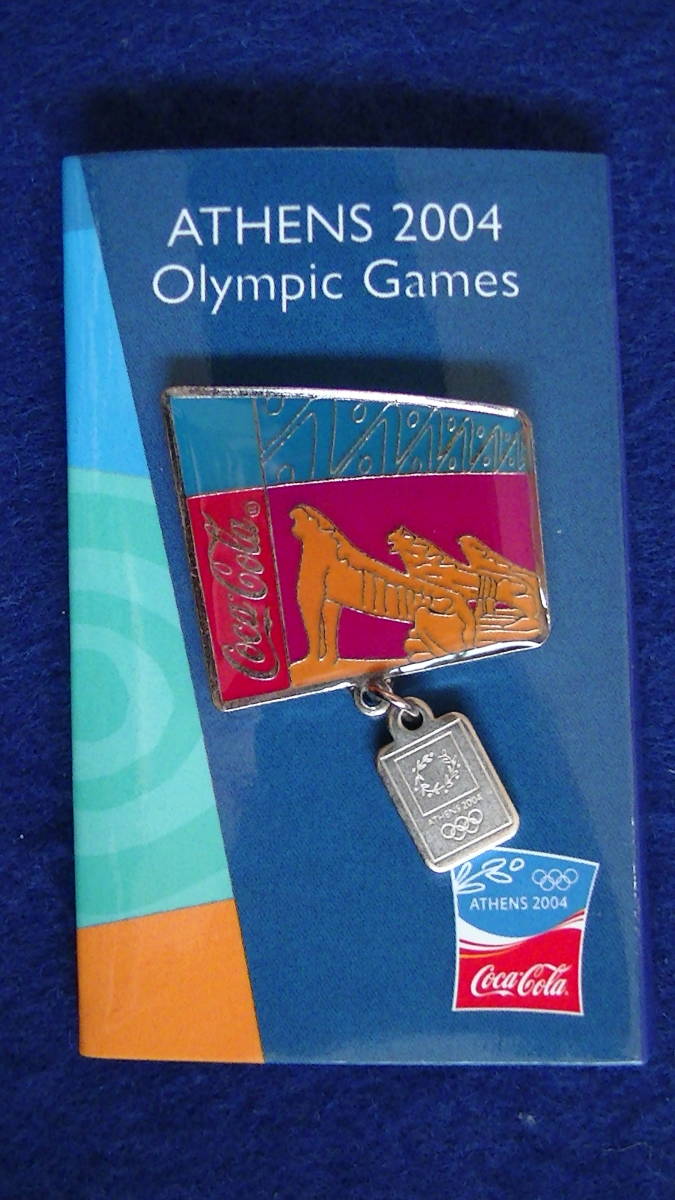 ATHENS 2004
Olympic Games
Coca-Cola®
ATHENS 2004
ATHENS 2004
Coca-Cola